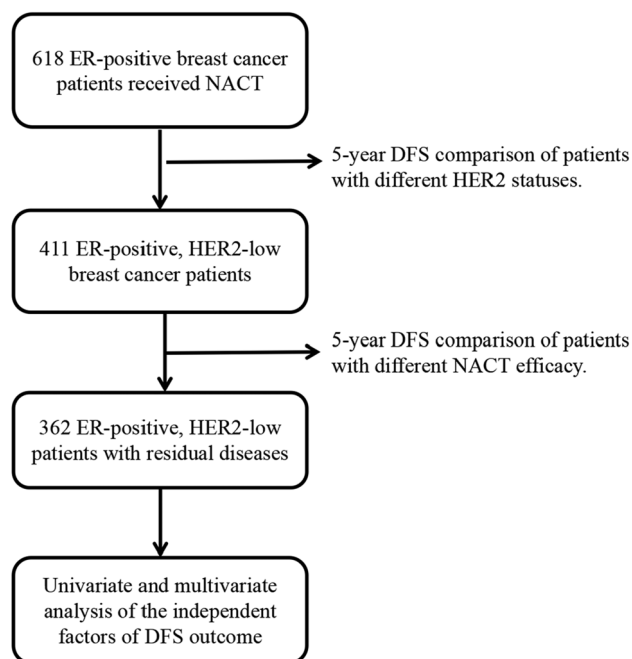 618 ER-positive breast cancer
patients received NACT
5-year DFS comparison of patients
with different HER2 statuses.
411 ER-positive, HER2-low
breast cancer patients
5-year DFS comparison of patients
with different NACT efficacy.
362 ER-positive, HER2-low
patients with residual diseases
Univariate and multivariate
analysis of the independent
factors of DFS outcome